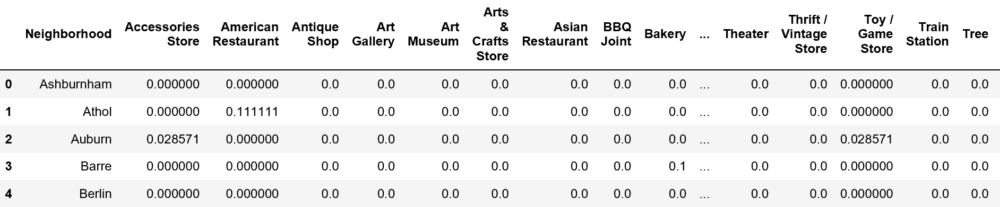 Neighborhood Accessories Store American Restaurant Antique Shop Art Gallery Art Museum Arts & Crafts Store Asian Restaurant BBQ Joint Bakery ... Theater Thrift / Vintage Store Toy / Game Store Train Station Tree
0 Ashburnham 0.000000 0.000000 0.0 0.0 0.0 0.0 0.0 0.0 0.0 ... 0.0 0.0 0.000000 0.0 0.0
1 Athol 0.000000 0.111111 0.0 0.0 0.0 0.0 0.0 0.0 0.0 ... 0.0 0.0 0.000000 0.0 0.0
2 Auburn 0.028571 0.000000 0.0 0.0 0.0 0.0 0.0 0.0 0.0 ... 0.0 0.0 0.028571 0.0 0.0
3 Barre 0.000000 0.000000 0.0 0.0 0.0 0.0 0.0 0.0 0.1 ... 0.0 0.0 0.000000 0.0 0.0
4 Berlin 0.000000 0.000000 0.0 0.0 0.0 0.0 0.0 0.0 0.0 ... 0.0 0.0 0.000000 0.0 0.0